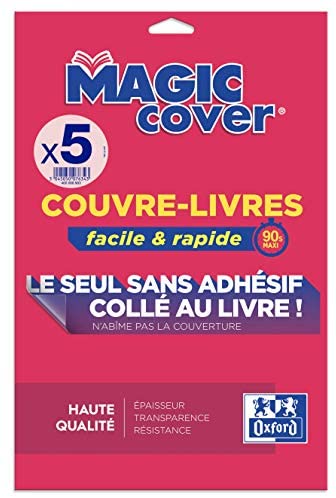 MAGIC
cover®
x5
COUVRE-LIVRES
facile & rapide
90s
MAXI
LE SEUL SANS ADHÉSIF
COLLÉ AU LIVRE !
N'ABÎME PAS LA COUVERTURE
HAUTE
QUALITÉ
ÉPAISSEUR
TRANSPARENCE
RÉSISTANCE
Oxford